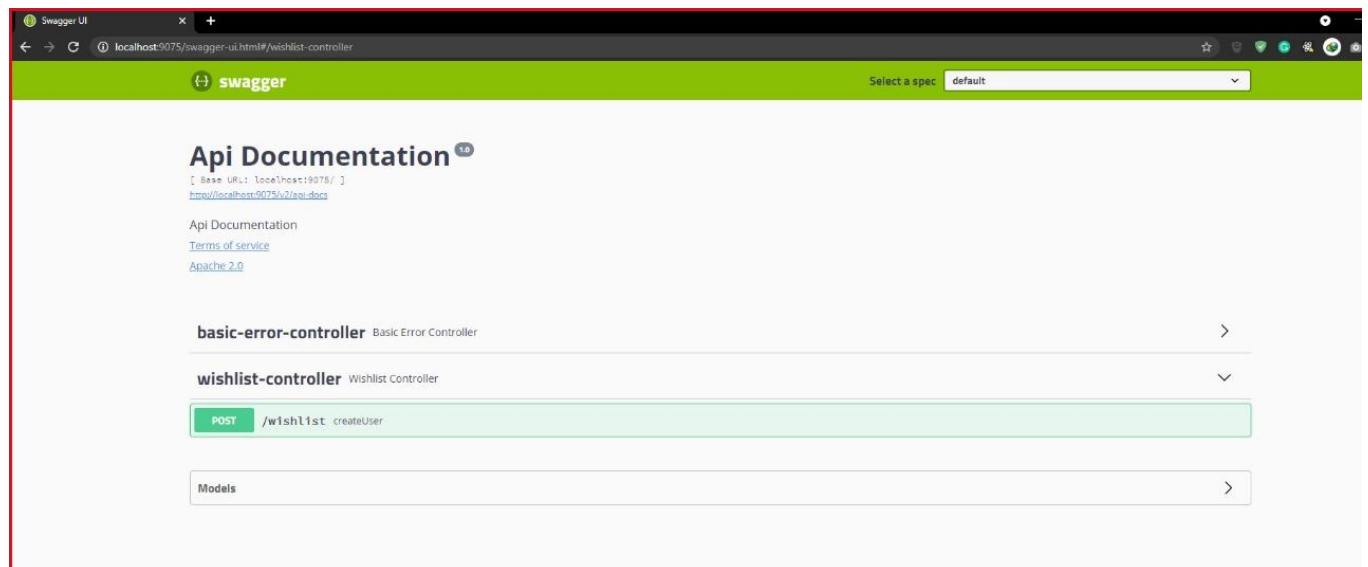 Swagger UI
localhost:9075/swagger-ui.html#/wishlist-controller
swagger
Select a spec default
Api Documentation 1.0
[ Base URL: localhost:9075/ ]
http://localhost:9075/v2/api-docs
Api Documentation
Terms of service
Apache 2.0
basic-error-controller Basic Error Controller
wishlist-controller Wishlist Controller
POST /wishlist createUser
Models